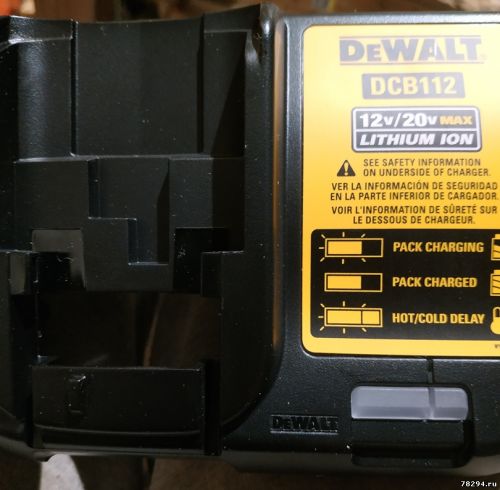 DEWALT
DCB112
12V/20V MAX
LITHIUM ION
SEE SAFETY INFORMATION
ON UNDERSIDE OF CHARGER.
VER LA INFORMACIÓN DE SEGURIDAD
EN LA PARTE INFERIOR DE CARGADOR.
VOIR L'INFORMATION DE SÛRETÉ SUR
LE DESSOUS DE CHARGEUR.
PACK CHARGING
PACK CHARGED
HOT/COLD DELAY
DEWALT
78294.ru